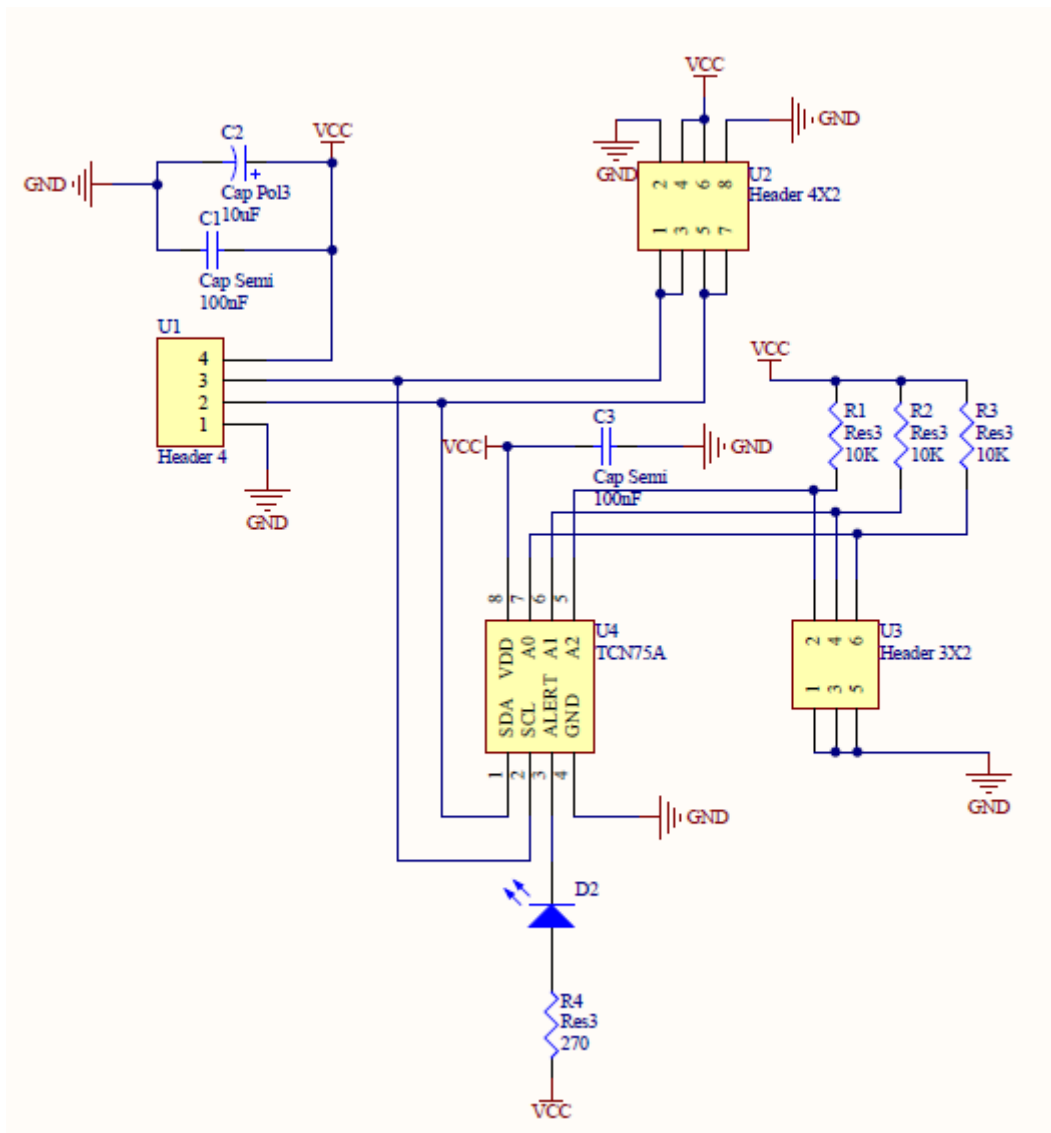 VCC
GND
GND
2 4 6 8
U2
Header 4X2
1 3 5 7
C2
VCC
GND
Cap Pol3
10uF
C1
Cap Semi
100nF
U1
4
3
2
1
Header 4
GND
VCC
R1
Res3
10K
R2
Res3
10K
R3
Res3
10K
C3
VCC
GND
Cap Semi
100nF
8 7 6 5
U4
TCN75A
VDD A0 A1 A2
SDA SCL ALERT GND
1 2 3 4
GND
U3
Header 3X2
2 4 6
1 3 5
GND
D2
R4
Res3
270
VCC